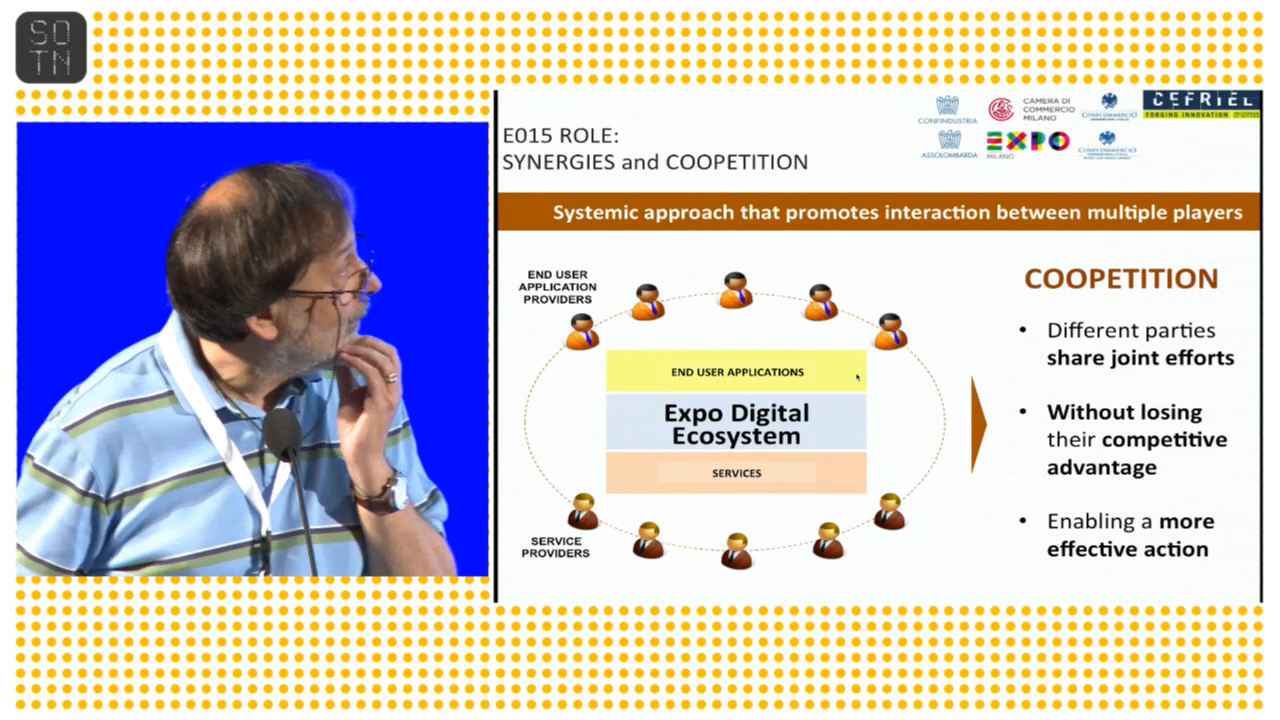 SO
TN
CONFINDUSTRIA
CAMERA DI
COMMERCIO
MILANO
CONFCOMMERCIO
CEFRIEL
FORGING INNOVATION
ASSOLOMBARDA
EXPO
MILANO
CONFCOMMERCIO
E015 ROLE:
SYNERGIES and COOPETITION
Systemic approach that promotes interaction between multiple players
END USER
APPLICATION
PROVIDERS
END USER APPLICATIONS
Expo Digital
Ecosystem
SERVICES
SERVICE
PROVIDERS
COOPETITION
• Different parties
share joint efforts
• Without losing
their competitive
advantage
• Enabling a more
effective action